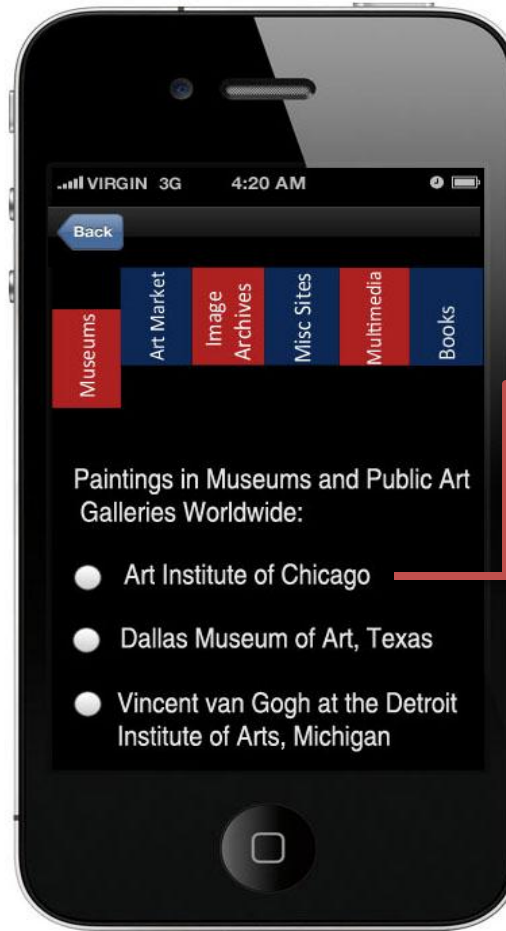 VIRGIN 3G 4:20 AM
Back
Museums
Art Market
Image
Archives
Misc Sites
Multimedia
Books
Paintings in Museums and Public Art
Galleries Worldwide:
Art Institute of Chicago
Dallas Museum of Art, Texas
Vincent van Gogh at the Detroit
Institute of Arts, Michigan